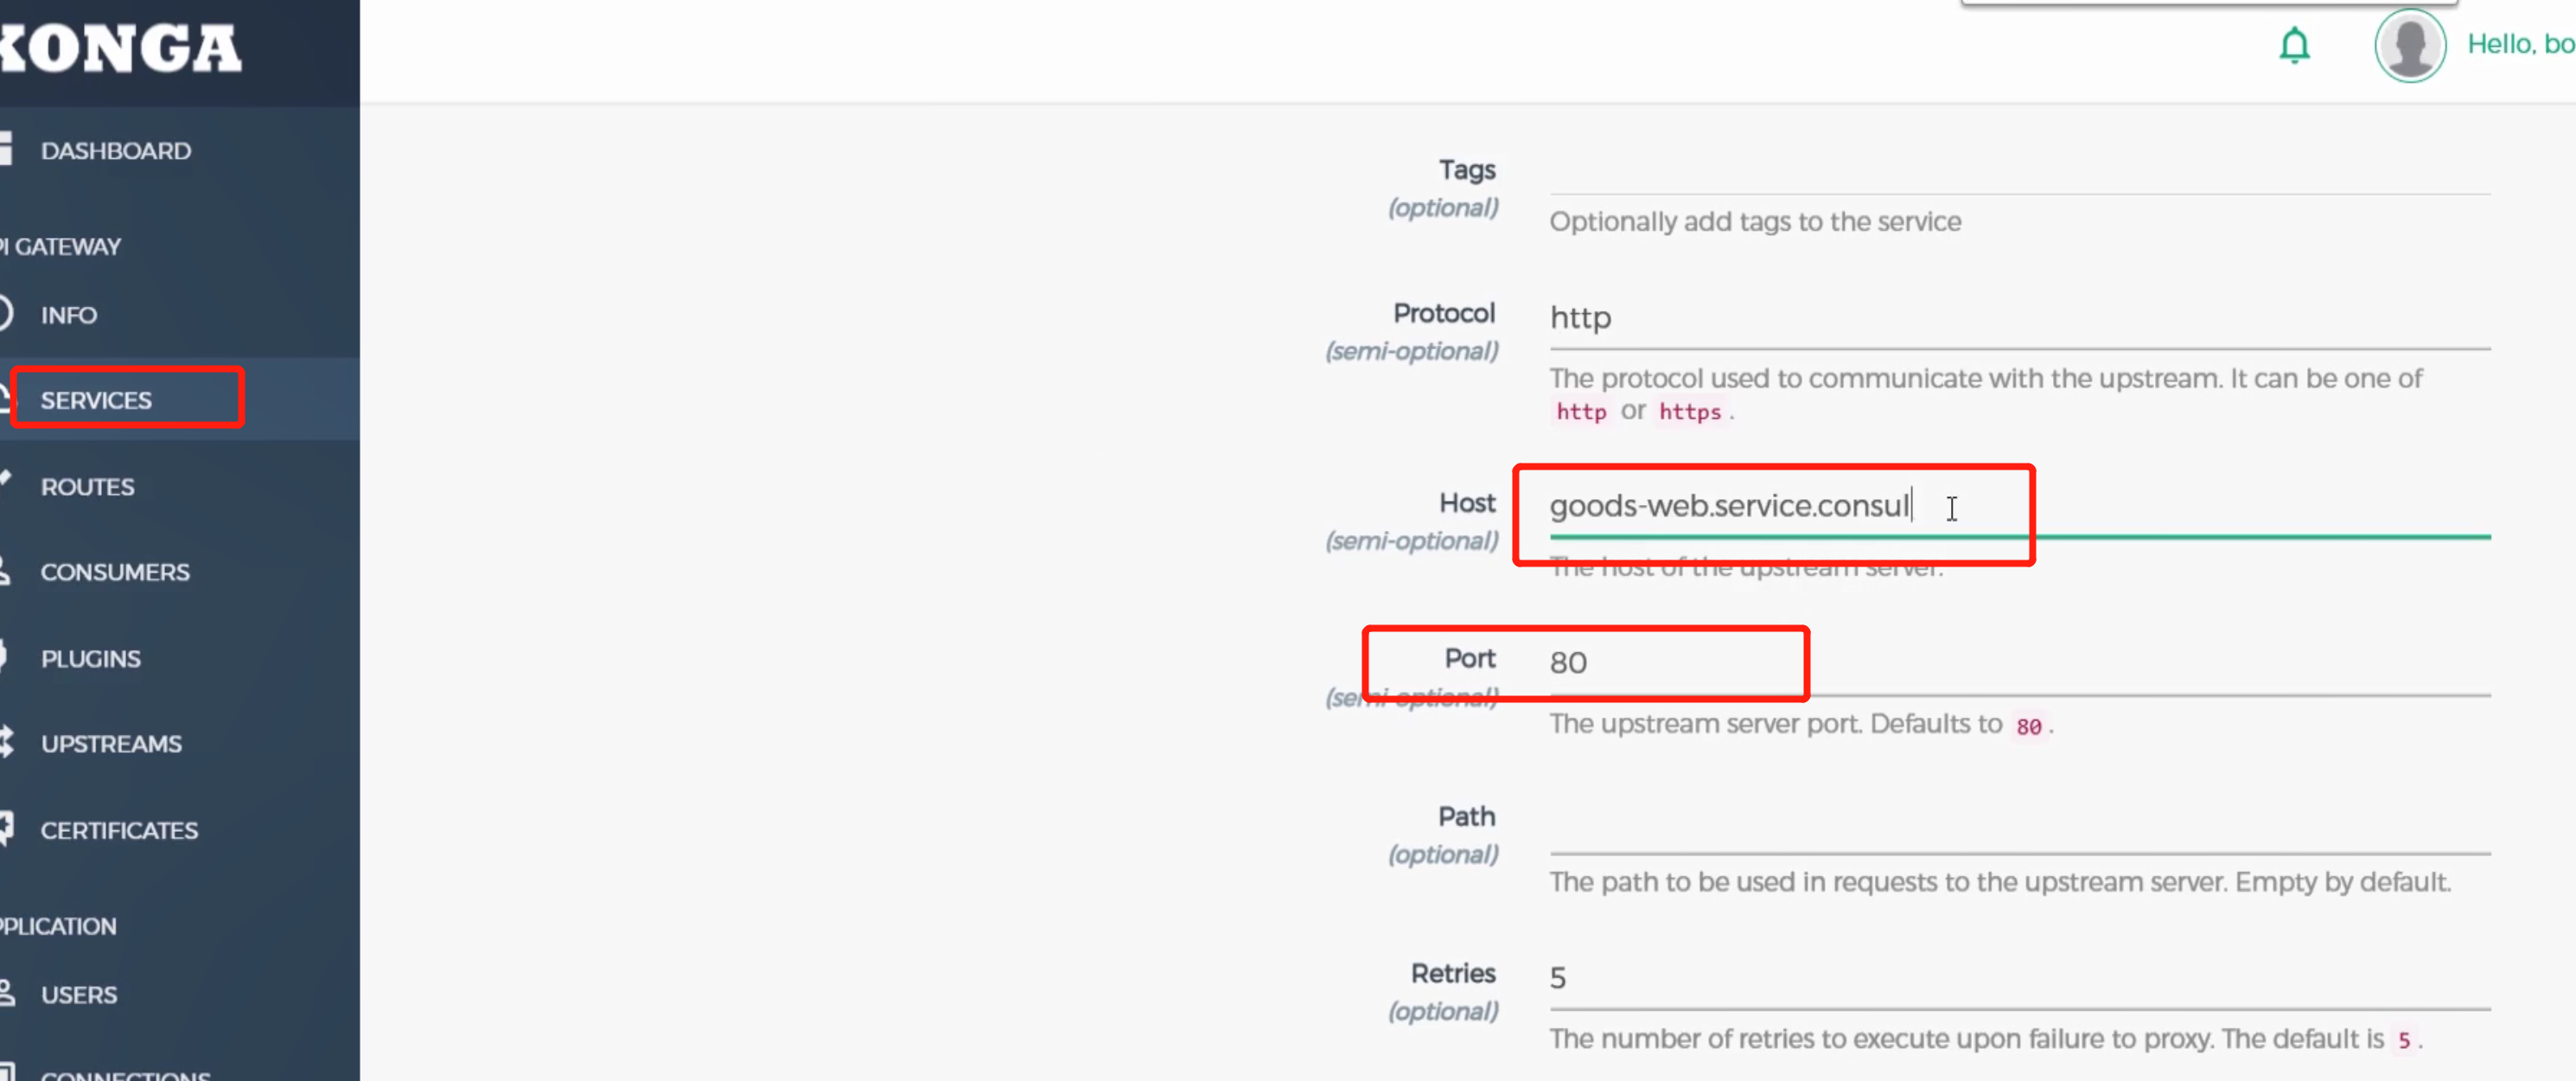 KONGA
Hello, bo
DASHBOARD
PI GATEWAY
INFO
SERVICES
ROUTES
CONSUMERS
PLUGINS
UPSTREAMS
CERTIFICATES
PPLICATION
USERS
CONNECTIONS
Tags
(optional)
Optionally add tags to the service
Protocol
(semi-optional)
http
The protocol used to communicate with the upstream. It can be one of
http or https .
Host
(semi-optional)
goods-web.service.consul
The host of the upstream server.
Port
(semi-optional)
80
The upstream server port. Defaults to 80 .
Path
(optional)
The path to be used in requests to the upstream server. Empty by default.
Retries
(optional)
5
The number of retries to execute upon failure to proxy. The default is 5 .